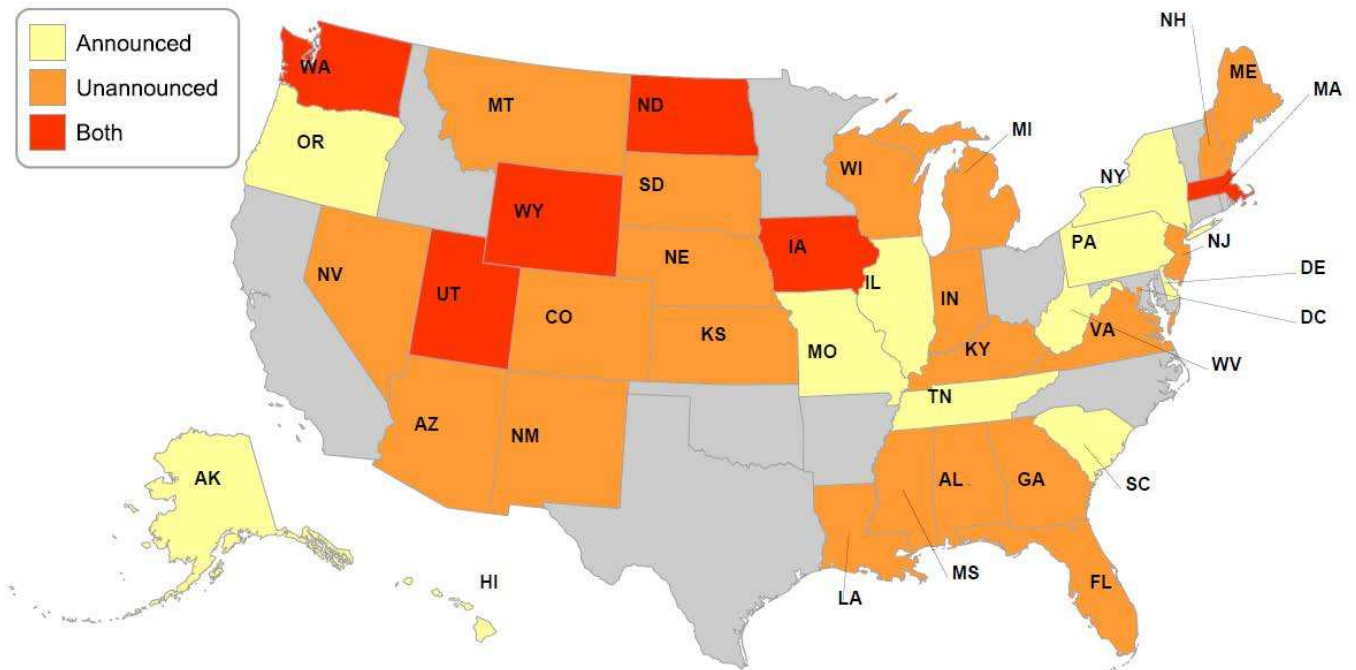 Announced
Unannounced
Both
NH
ME
MA
WA
MT
ND
MI
OR
WI
NY
SD
WY
PA
NJ
IA
NE
DE
IL
NV
IN
UT
CO
DC
VA
KS
KY
MO
WV
TN
AZ
NM
AK
AL
GA
SC
MS
HI
FL
LA